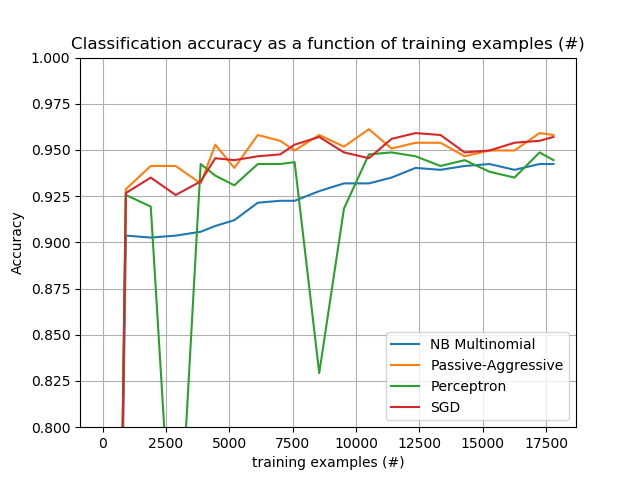 Classification accuracy as a function of training examples (#)
1.000
0.975
0.950
0.925
0.900
0.875
0.850
0.825
0.800
Accuracy
NB Multinomial
Passive-Aggressive
Perceptron
SGD
0 2500 5000 7500 10000 12500 15000 17500
training examples (#)